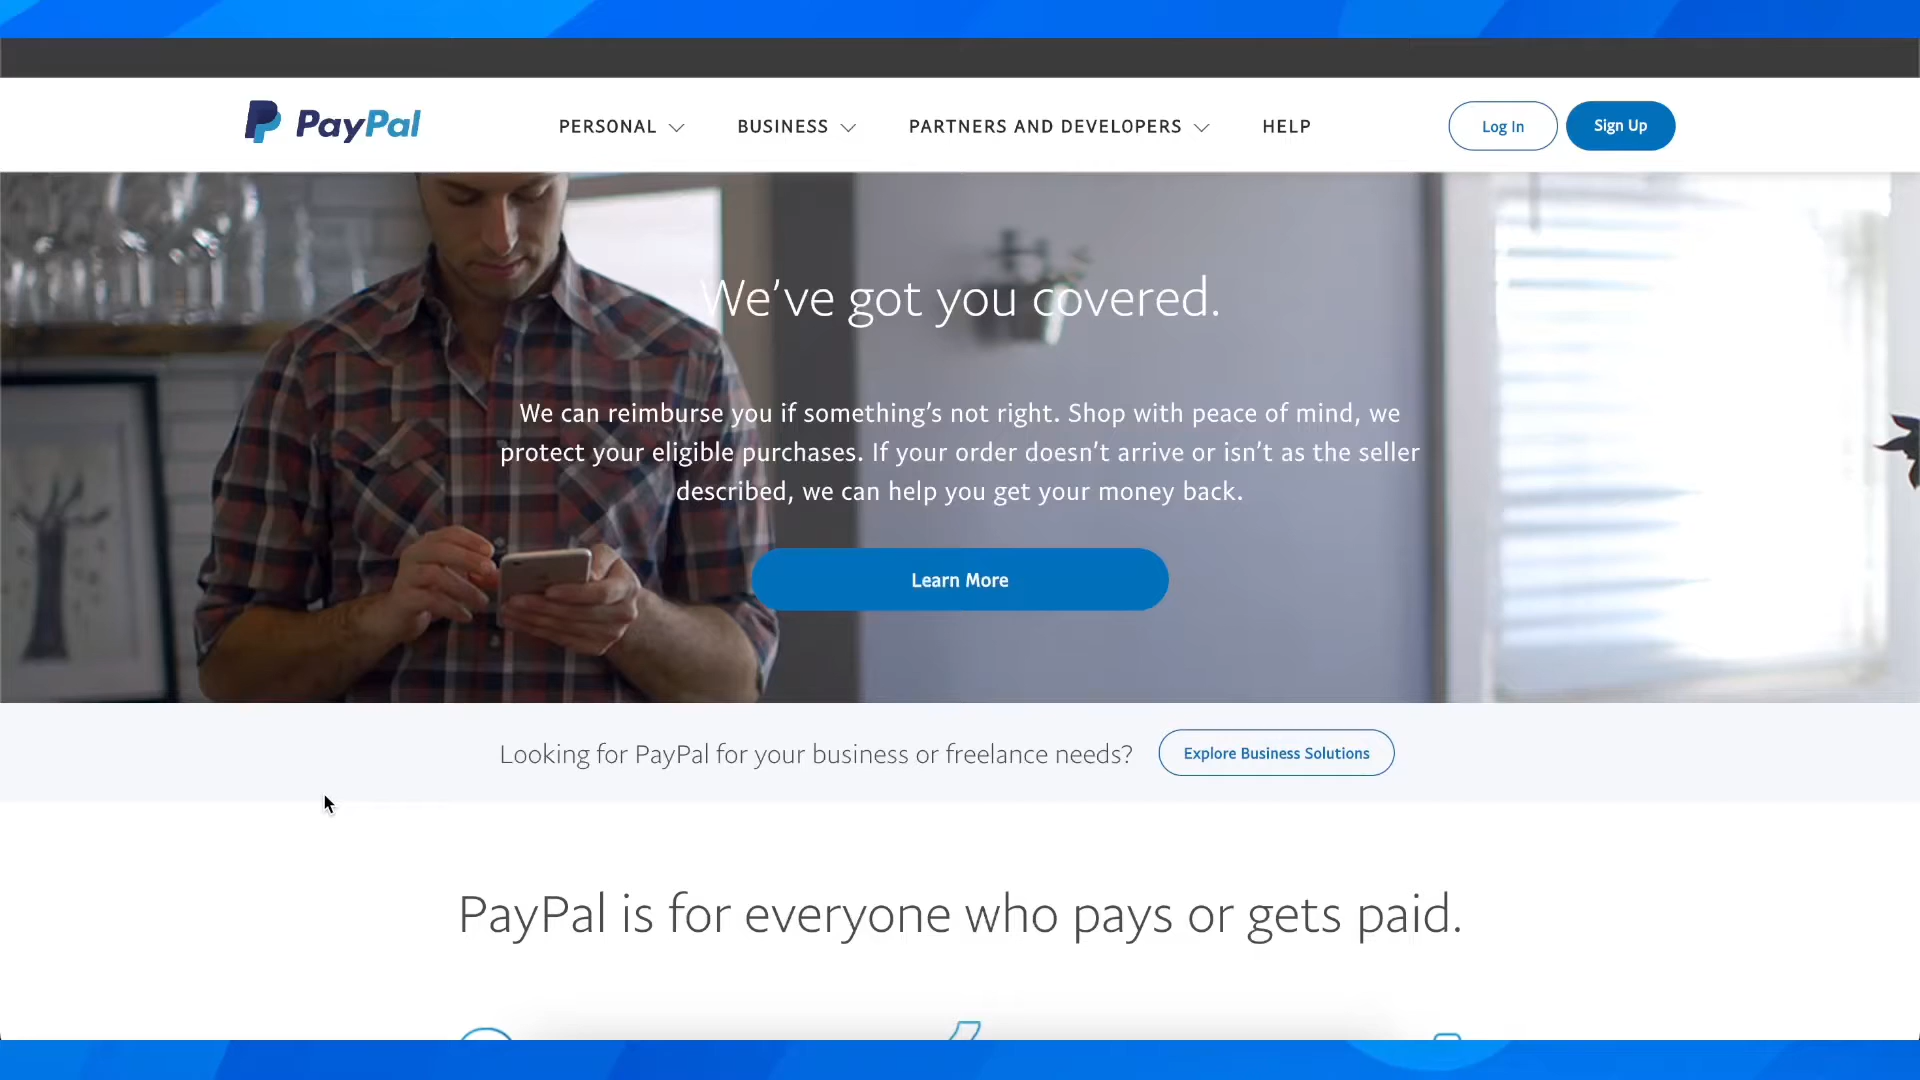 PayPal
PERSONAL
BUSINESS
PARTNERS AND DEVELOPERS
HELP
Log In
Sign Up
We've got you covered.
We can reimburse you if something's not right. Shop with peace of mind, we
protect your eligible purchases. If your order doesn't arrive or isn't as the seller
described, we can help you get your money back.
Learn More
Looking for PayPal for your business or freelance needs?
Explore Business Solutions
PayPal is for everyone who pays or gets paid.